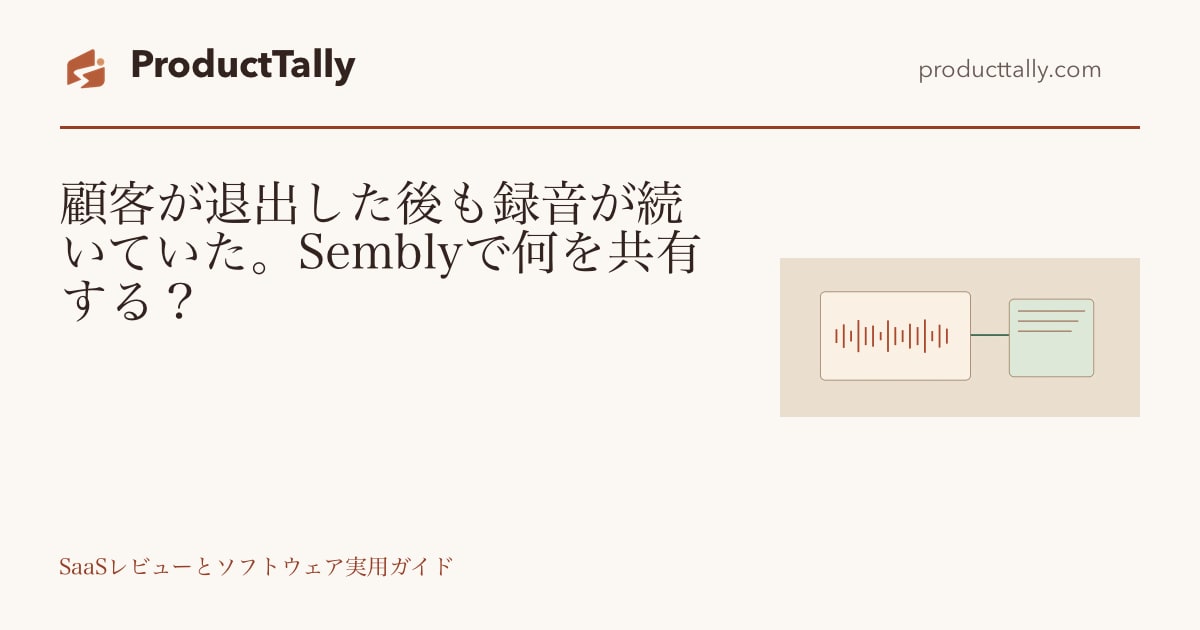 ProductTally
producttally.com
顧客が退出した後も録音が続
いていた。Semblyで何を共有
する？
SaaSレビューとソフトウェア実用ガイド